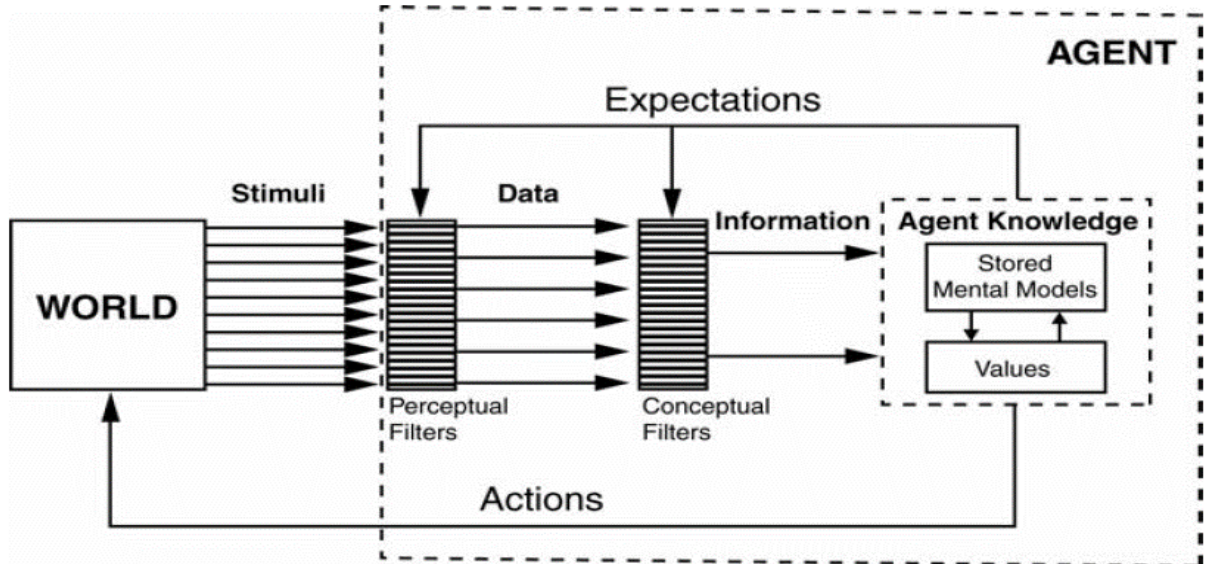 AGENT
Expectations
Stimuli
Data
Information
Agent Knowledge
Stored
Mental Models
WORLD
Values
Perceptual
Filters
Conceptual
Filters
Actions